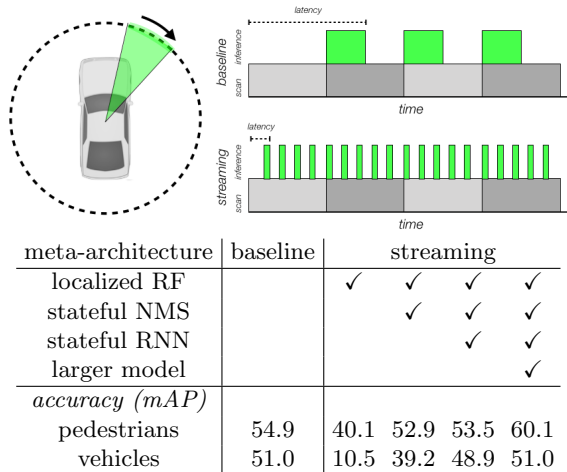 latency
baseline
inference
scan
time
latency
streaming
inference
scan
time
meta-architecture baseline streaming
localized RF ✓ ✓ ✓ ✓
stateful NMS ✓ ✓ ✓
stateful RNN ✓ ✓
larger model ✓
accuracy (mAP)
pedestrians 54.9 40.1 52.9 53.5 60.1
vehicles 51.0 10.5 39.2 48.9 51.0